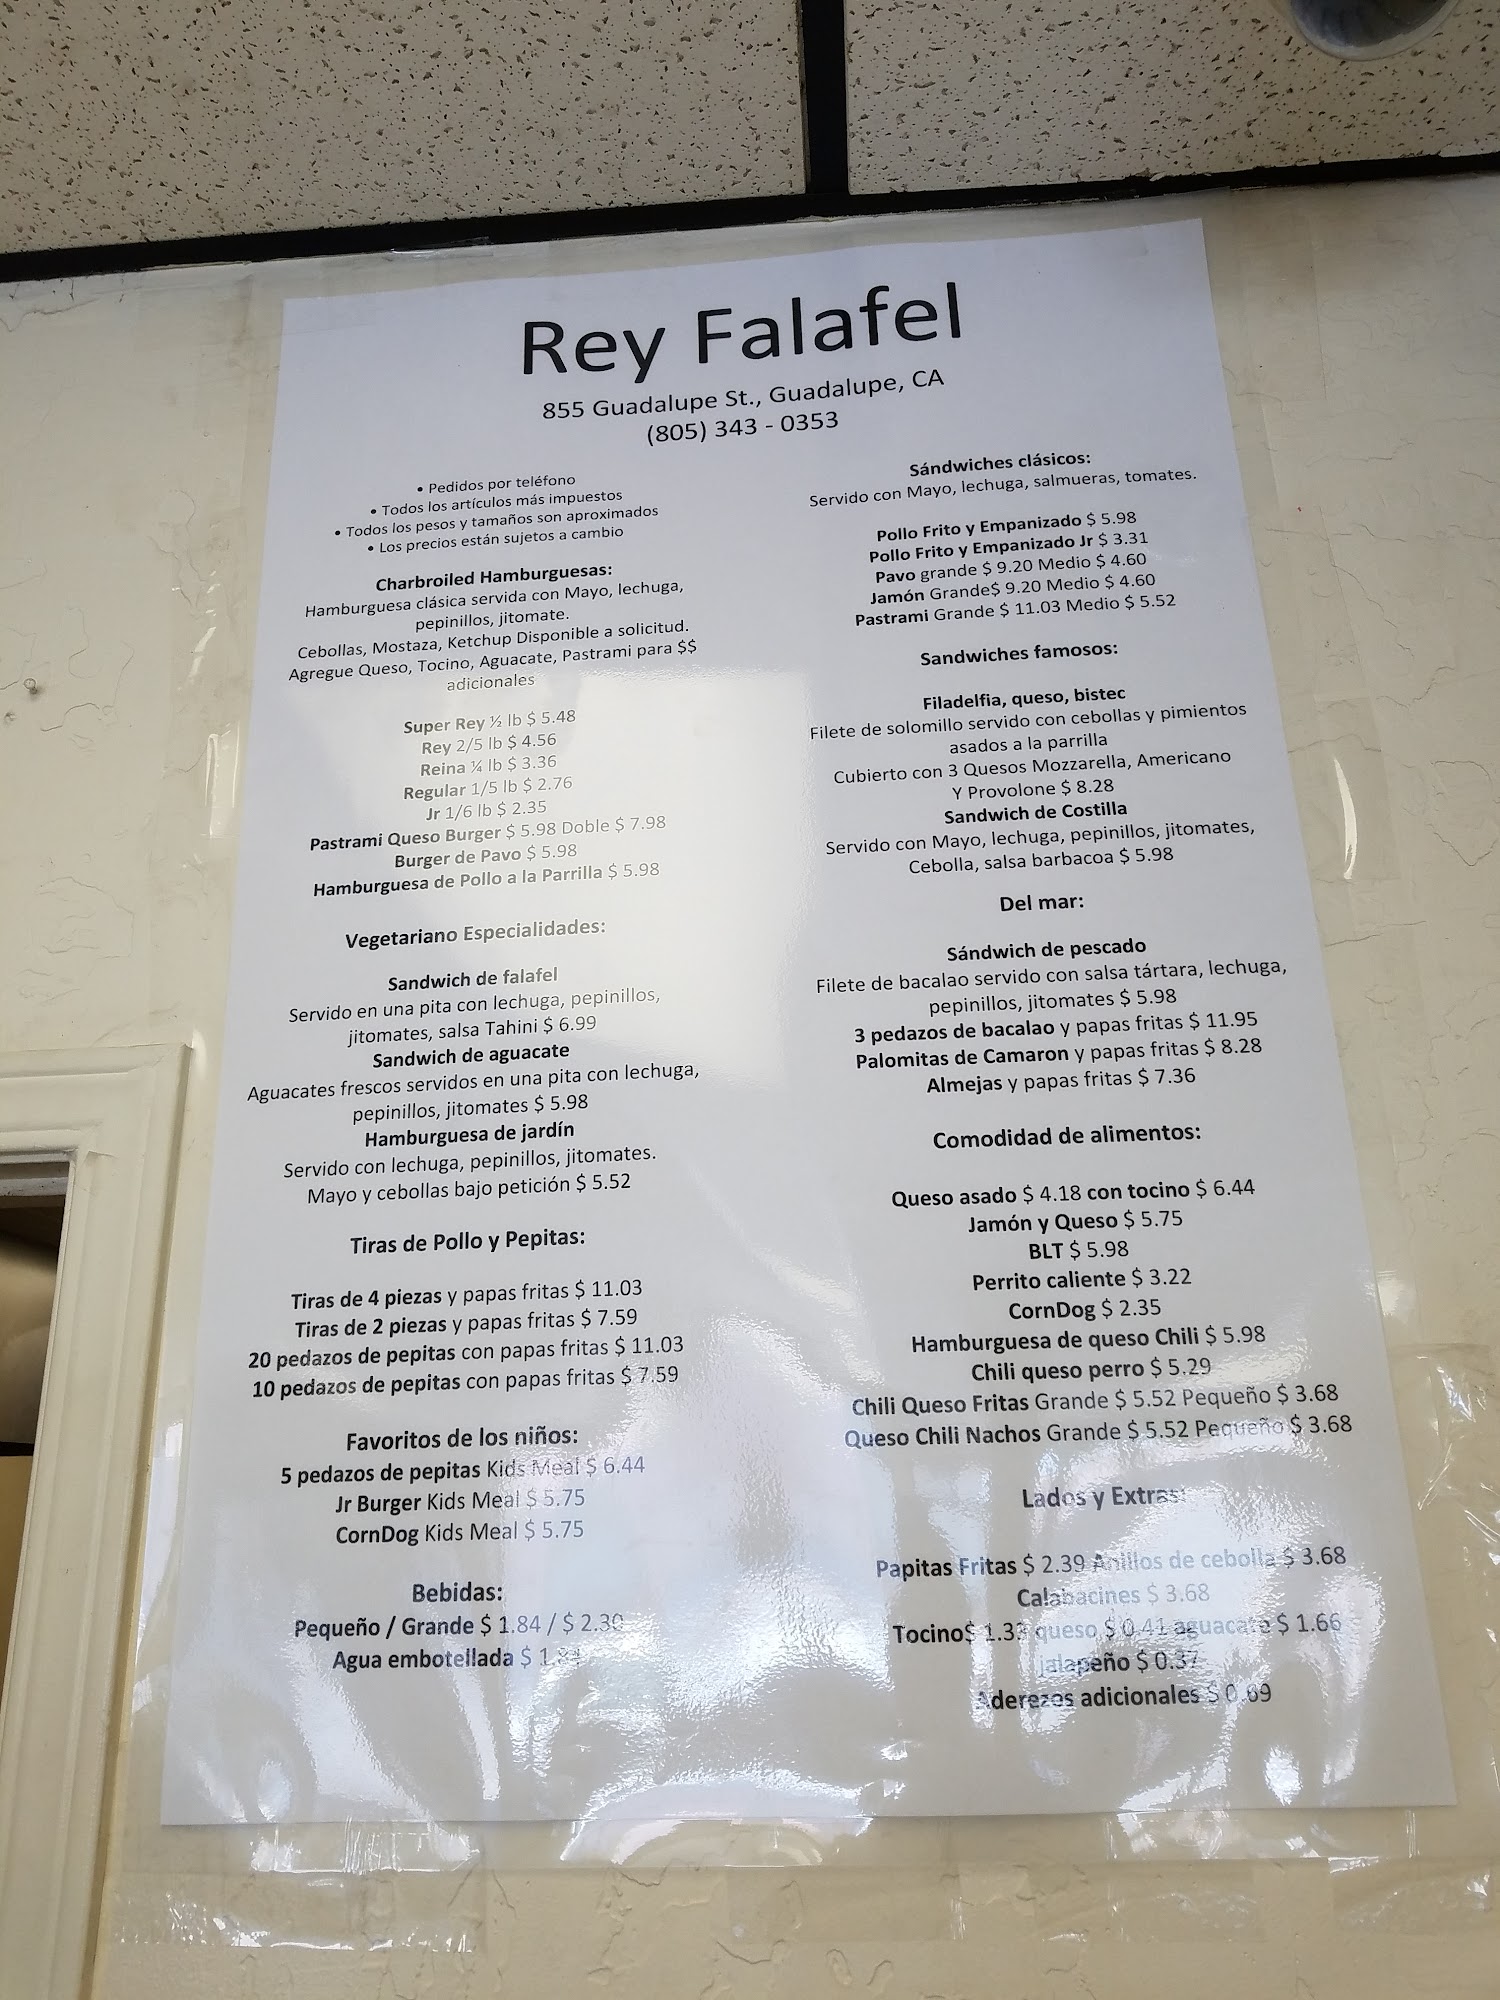 Rey Falafel
855 Guadalupe St., Guadalupe, CA
(805) 343 - 0353
• Pedidos por teléfono
• Todos los artículos más impuestos
• Todos los pesos y tamaños son aproximados
• Los precios están sujetos a cambio
Charbroiled Hamburguesas:
Hamburguesa clásica servida con Mayo, lechuga,
pepinillos, jitomate.
Cebollas, Mostaza, Ketchup Disponible a solicitud.
Agregue Queso, Tocino, Aguacate, Pastrami para $$
adicionales
Super Rey ½ lb $ 5.48
Rey 2/5 lb $ 4.56
Reina ¼ lb $ 3.36
Regular 1/5 lb $ 2.76
Jr 1/6 lb $ 2.35
Pastrami Queso Burger $ 5.98 Doble $ 7.98
Burger de Pavo $ 5.98
Hamburguesa de Pollo a la Parrilla $ 5.98
Vegetariano Especialidades:
Sandwich de falafel
Servido en una pita con lechuga, pepinillos,
jitomates, salsa Tahini $ 6.99
Sandwich de aguacate
Aguacates frescos servidos en una pita con lechuga,
pepinillos, jitomates $ 5.98
Hamburguesa de jardín
Servido con lechuga, pepinillos, jitomates.
Mayo y cebollas bajo petición $ 5.52
Tiras de Pollo y Pepitas:
Tiras de 4 piezas y papas fritas $ 11.03
Tiras de 2 piezas y papas fritas $ 7.59
20 pedazos de pepitas con papas fritas $ 11.03
10 pedazos de pepitas con papas fritas $ 7.59
Favoritos de los niños:
5 pedazos de pepitas Kids Meal $ 6.44
Jr Burger Kids Meal $ 5.75
CornDog Kids Meal $ 5.75
Bebidas:
Pequeño / Grande $ 1.84 / $ 2.30
Agua embotellada $
Sándwiches clásicos:
Servido con Mayo, lechuga, salmueras, tomates.
Pollo Frito y Empanizado $ 5.98
Pollo Frito y Empanizado Jr $ 3.31
Pavo grande $ 9.20 Medio $ 4.60
Jamón Grande$ 9.20 Medio $ 4.60
Pastrami Grande $ 11.03 Medio $ 5.52
Sandwiches famosos:
Filadelfia, queso, bistec
Filete de solomillo servido con cebollas y pimientos
asados a la parrilla
Cubierto con 3 Quesos Mozzarella, Americano
Y Provolone $ 8.28
Sandwich de Costilla
Servido con Mayo, lechuga, pepinillos, jitomates,
Cebolla, salsa barbacoa $ 5.98
Del mar:
Sándwich de pescado
Filete de bacalao servido con salsa tártara, lechuga,
pepinillos, jitomates $ 5.98
3 pedazos de bacalao y papas fritas $ 11.95
Palomitas de Camaron y papas fritas $ 8.28
Almejas y papas fritas $ 7.36
Comodidad de alimentos:
Queso asado $ 4.18 con tocino $ 6.44
Jamón y Queso $ 5.75
BLT $ 5.98
Perrito caliente $ 3.22
CornDog $ 2.35
Hamburguesa de queso Chili $ 5.98
Chili queso perro $ 5.29
Chili Queso Fritas Grande $ 5.52 Pequeño $ 3.68
Queso Chili Nachos Grande $ 5.52 Pequeño $ 3.68
Lados y Extras:
Papitas Fritas $ 2.39 Anillos de cebolla $ 3.68
Calabacines $ 3.68
Tocino$ 1.33 queso $ 0.41 aguacate $ 1.66
jalapeño $ 0.37
Aderezos adicionales $ 0.69